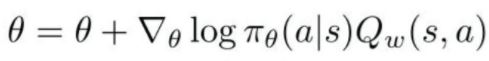 θ = θ + ∇_θ log π_θ(a|s)Q_w(s, a)